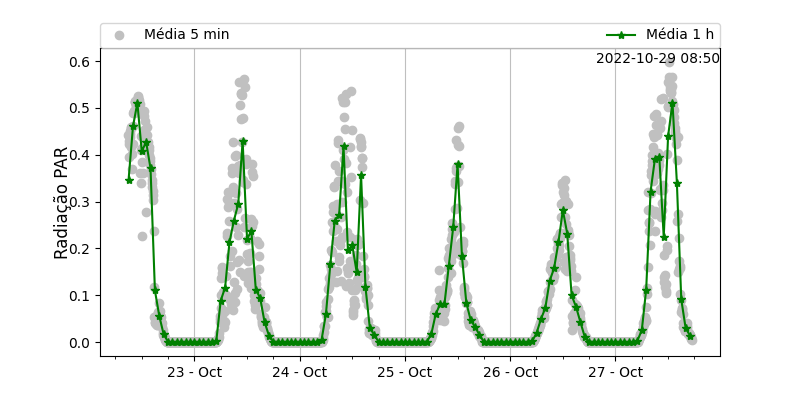 Média 5 min
Média 1 h
2022-10-29 08:50
Radiação PAR
0.6
0.5
0.4
0.3
0.2
0.1
0.0
23 - Oct
24 - Oct
25 - Oct
26 - Oct
27 - Oct